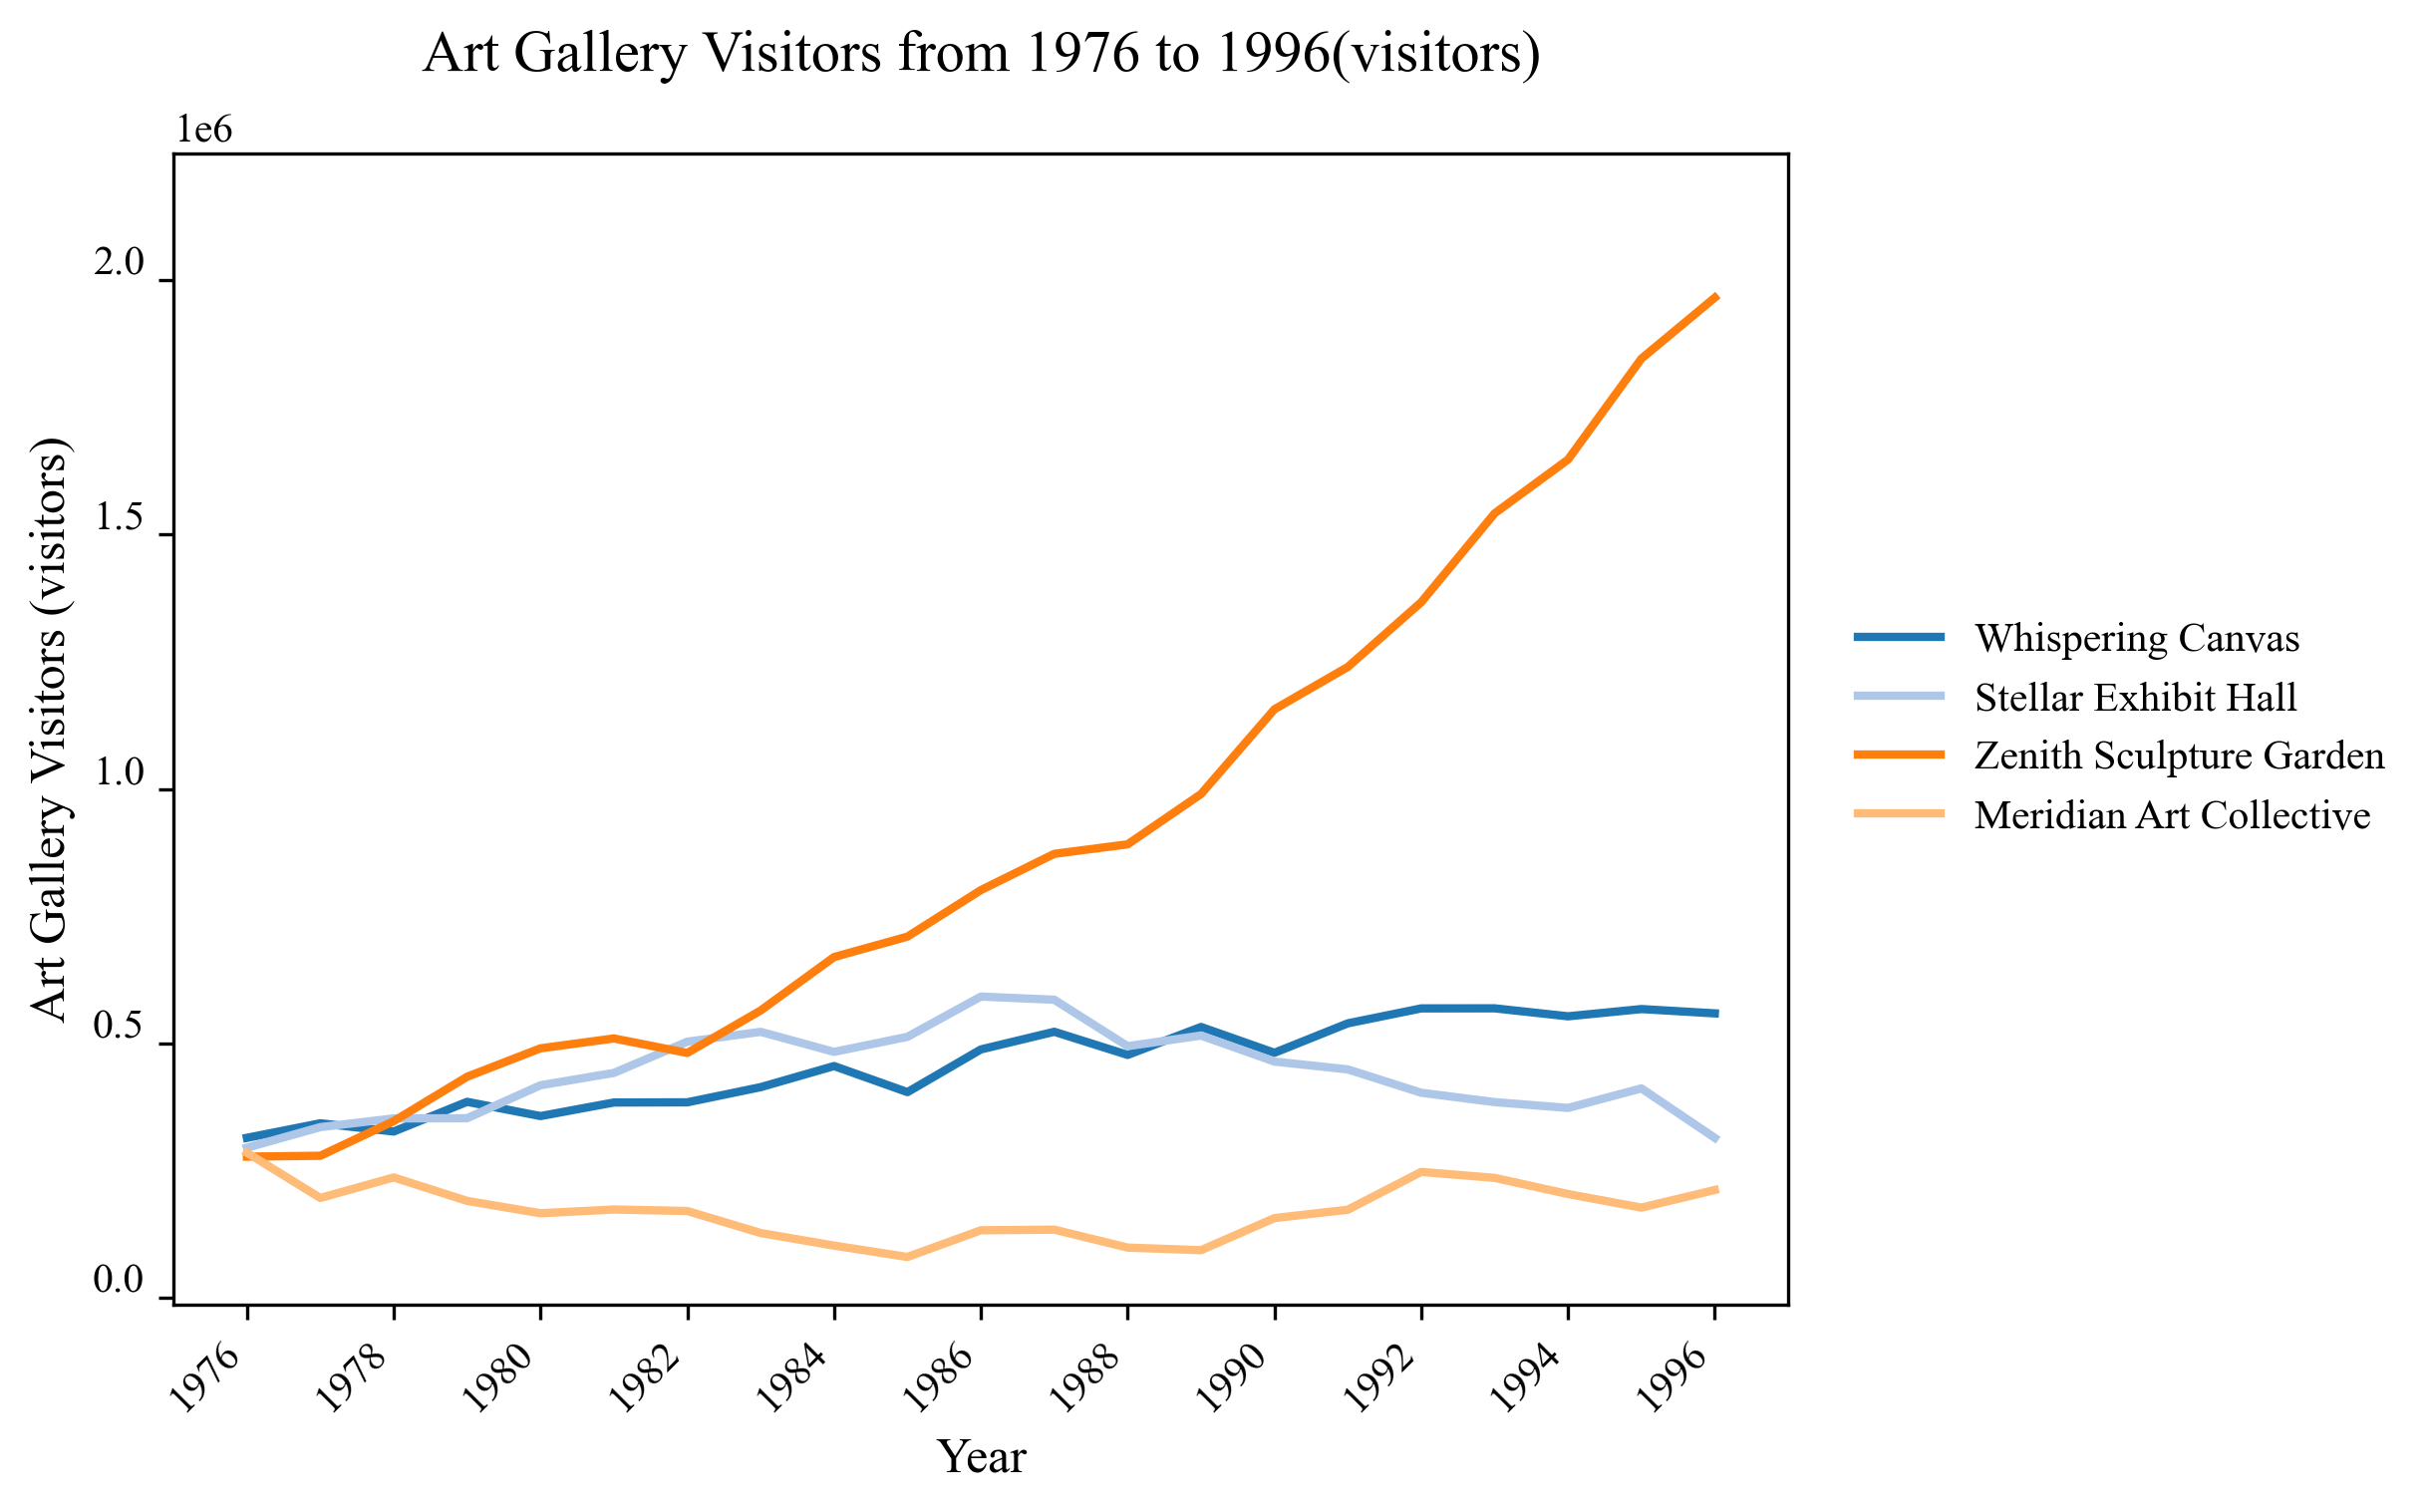 Art Gallery Visitors from 1976 to 1996(visitors)
1e6
2.0
1.5
1.0
0.5
0.0
Art Gallery Visitors (visitors)
1976
1978
1980
1982
1984
1986
1988
1990
1992
1994
1996
Year
Whispering Canvas
Stellar Exhibit Hall
Zenith Sculpture Garden
Meridian Art Collective